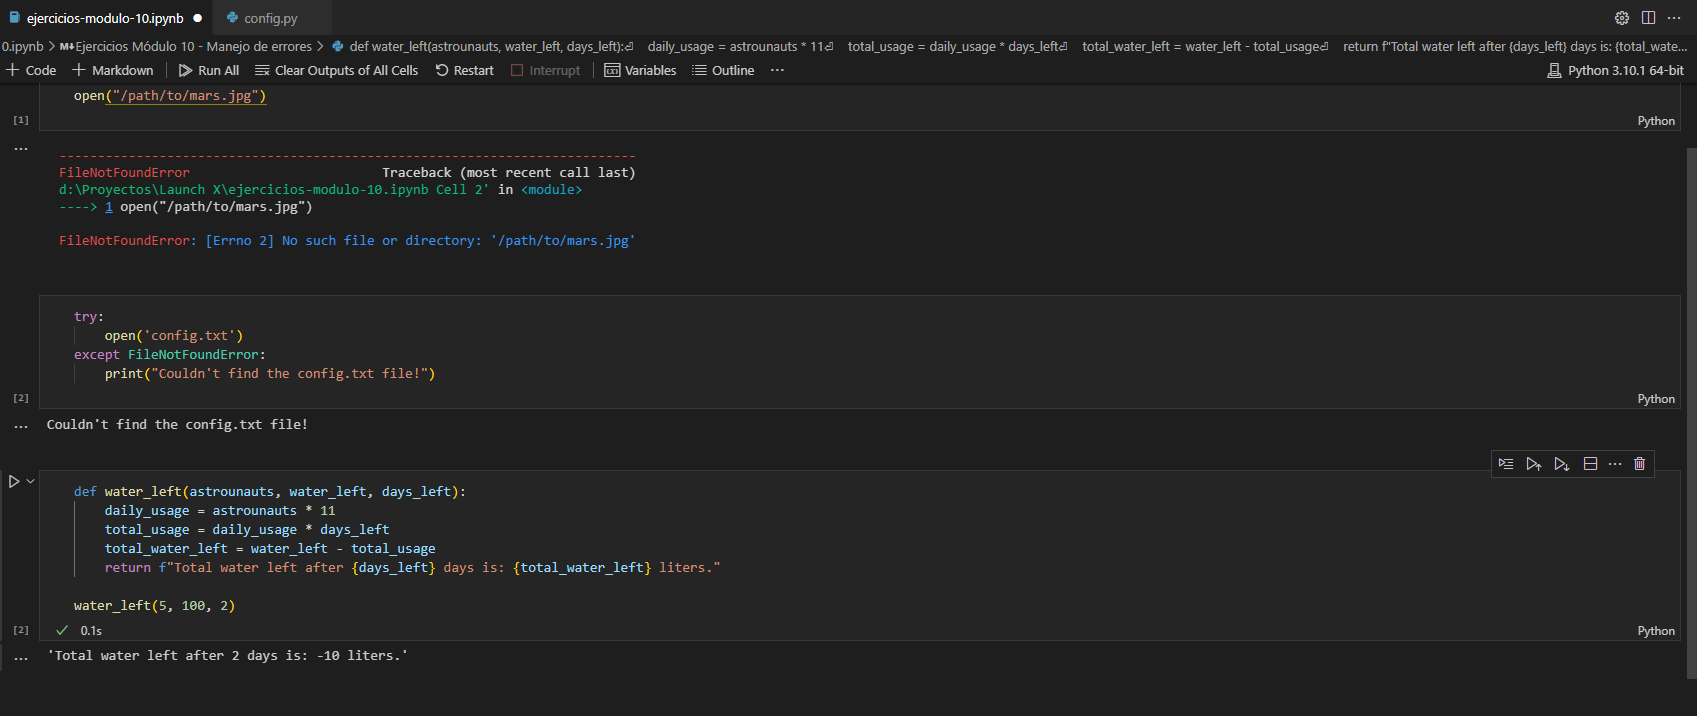 ejercicios-modulo-10.ipynb ● config.py
0.ipynb > M↓Ejercicios Módulo 10 - Manejo de errores > def water_left(astrounauts, water_left, days_left):⏎ daily_usage = astrounauts * 11⏎ total_usage = daily_usage * days_left⏎ total_water_left = water_left - total_usage⏎ return f"Total water left after {days_left} days is: {total_wate...
+ Code + Markdown Run All Clear Outputs of All Cells Restart Interrupt Variables Outline ... Python 3.10.1 64-bit
open("/path/to/mars.jpg")
[1] Python
...
---------------------------------------------------------------------------
FileNotFoundError Traceback (most recent call last)
d:\Proyectos\Launch X\ejercicios-modulo-10.ipynb Cell 2' in <module>
----> 1 open("/path/to/mars.jpg")
FileNotFoundError: [Errno 2] No such file or directory: '/path/to/mars.jpg'
try:
open('config.txt')
except FileNotFoundError:
print("Couldn't find the config.txt file!")
[2] Python
... Couldn't find the config.txt file!
def water_left(astrounauts, water_left, days_left):
daily_usage = astrounauts * 11
total_usage = daily_usage * days_left
total_water_left = water_left - total_usage
return f"Total water left after {days_left} days is: {total_water_left} liters."
water_left(5, 100, 2)
[2] ✓ 0.1s Python
... 'Total water left after 2 days is: -10 liters.'